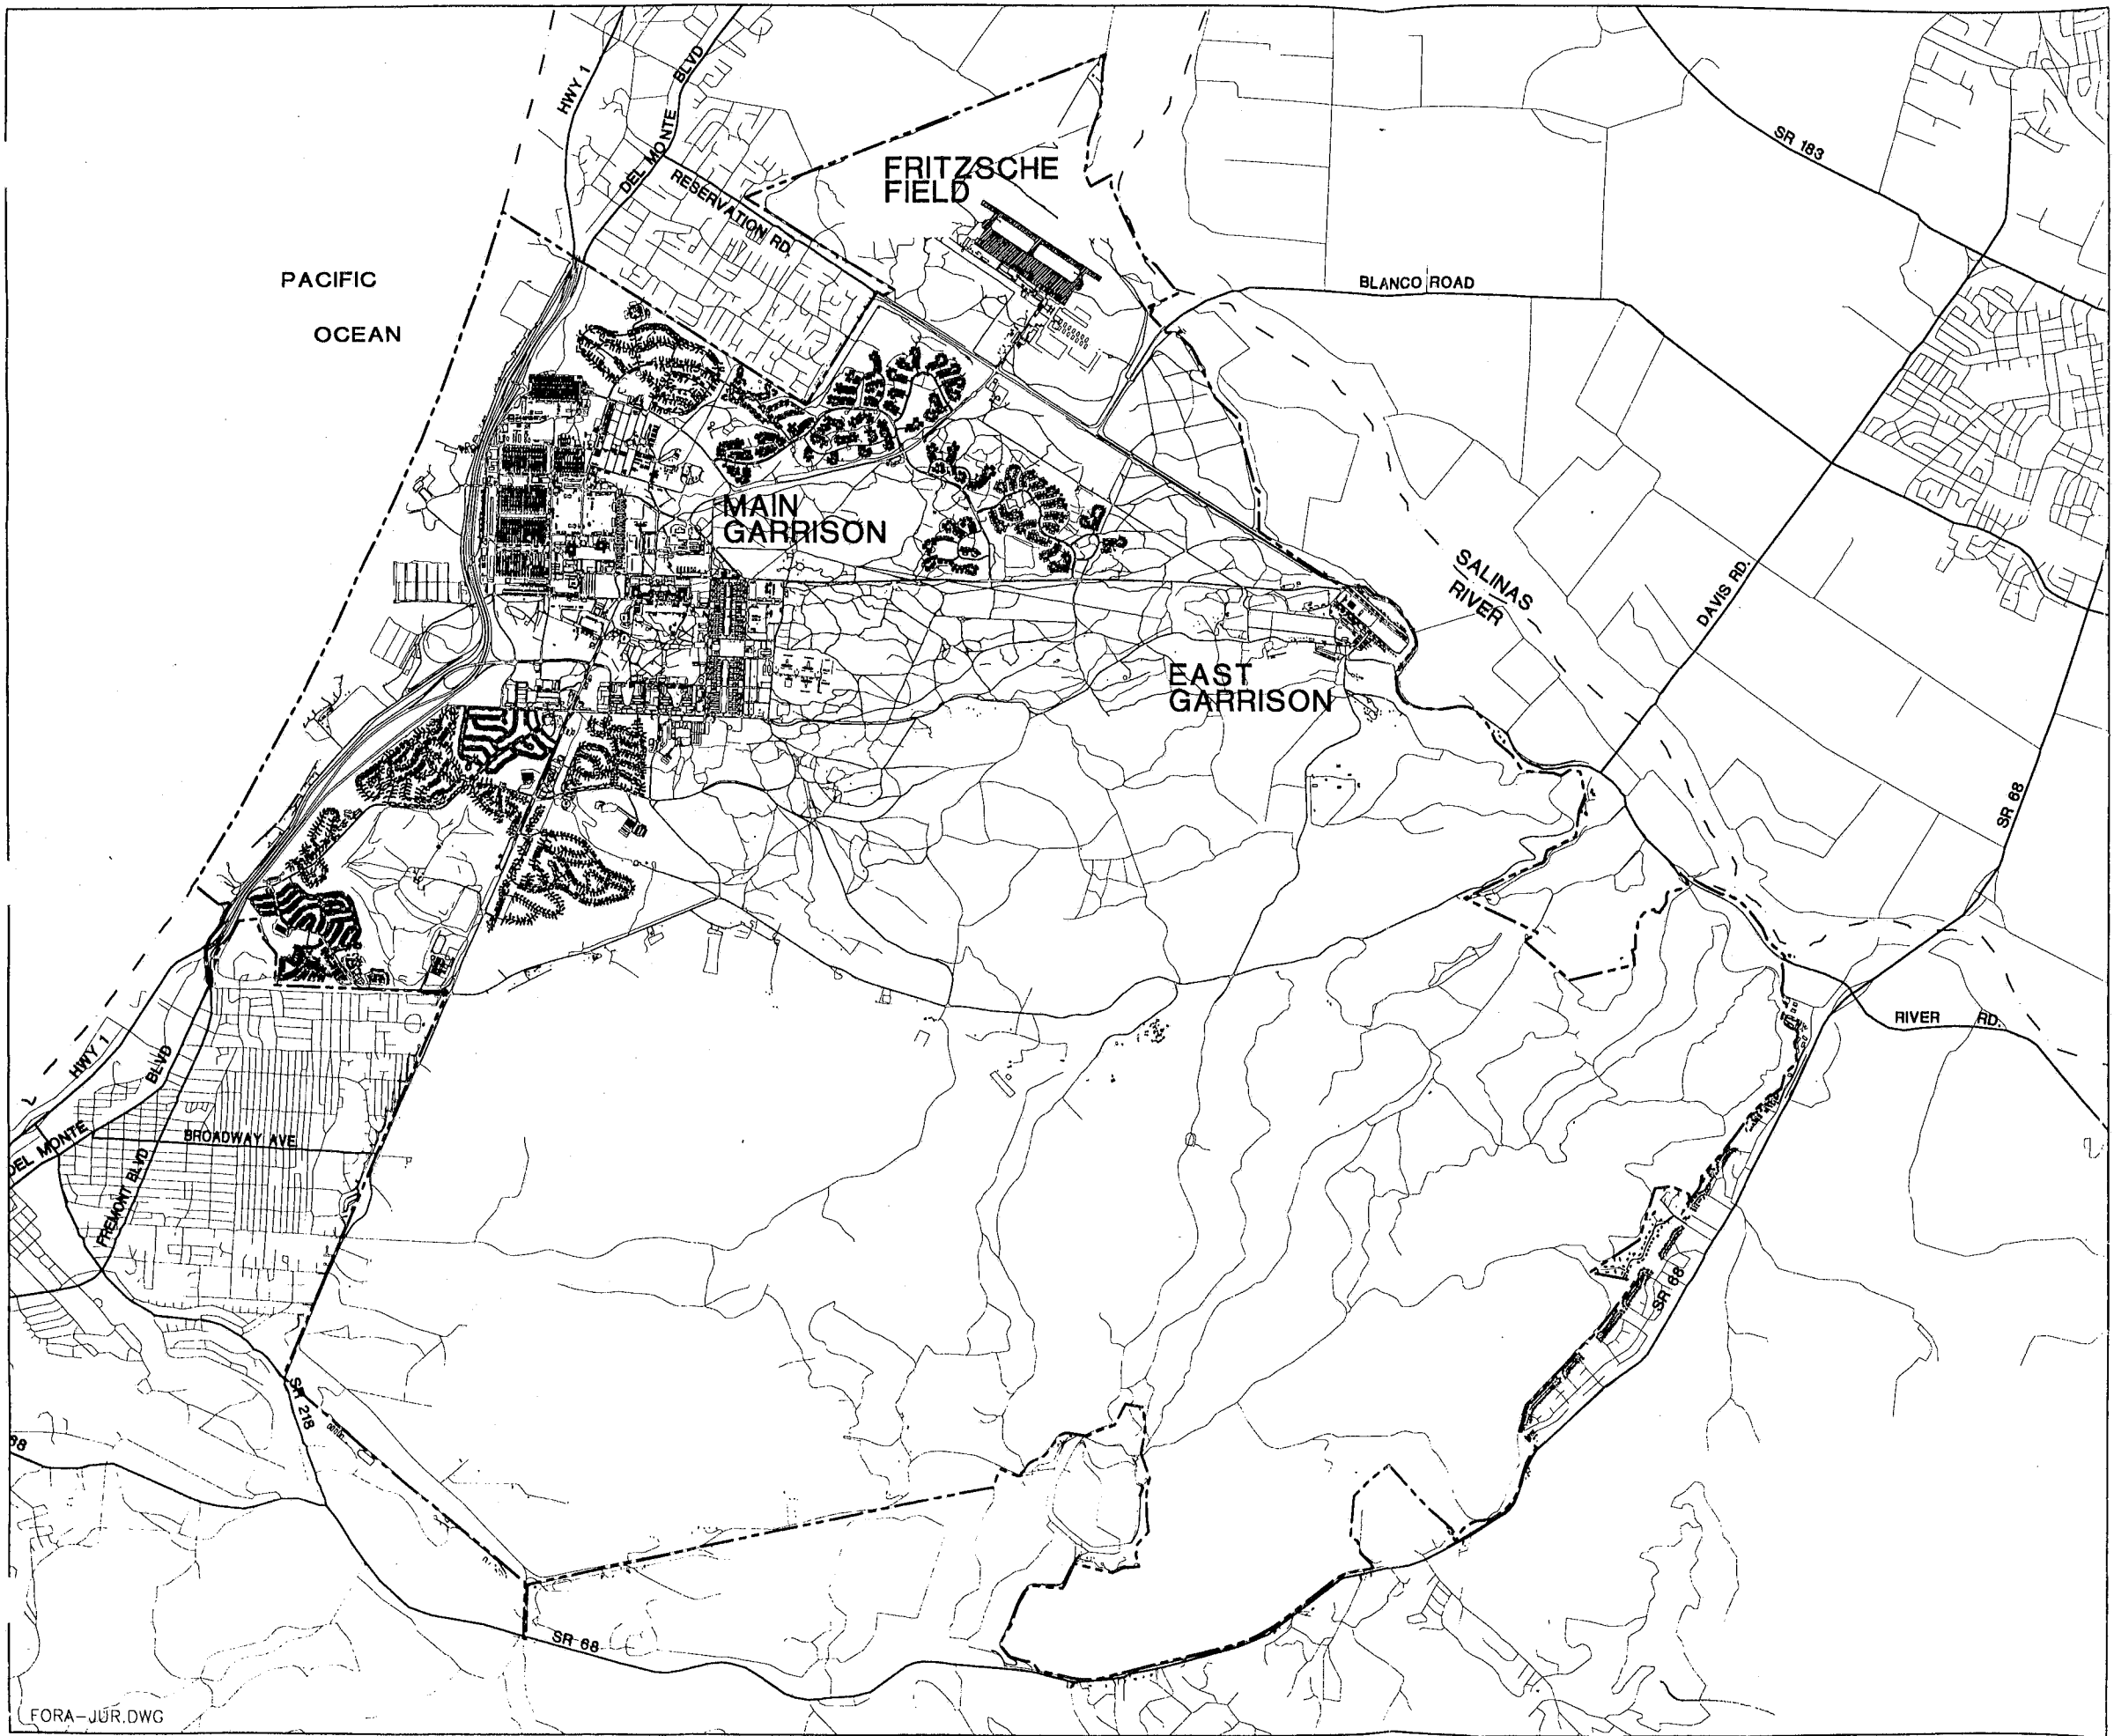 HWY 1
DEL MONTE BLVD
SR 183
FRITZSCHE
FIELD
RESERVATION RD.
PACIFIC
OCEAN
BLANCO ROAD
MAIN
GARRISON
SALINAS
RIVER
DAVIS RD.
EAST
GARRISON
SR 68
RIVER RD.
HWY 1
BLVD
DEL MONTE
BROADWAY AVE
FREMONT BLVD
SR 68
SR 218
68
SR 68
FORA-JUR.DWG